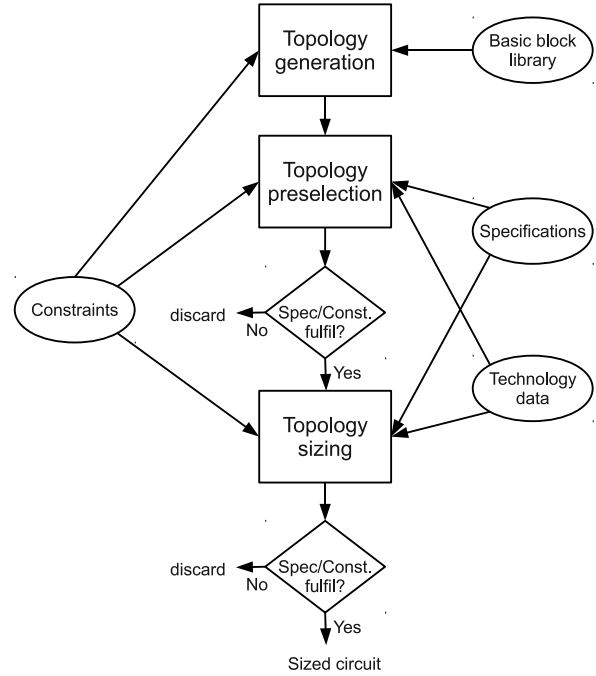 Topology
generation
Basic block
library
Topology
preselection
Specifications
Constraints
discard
No
Spec/Const.
fulfil?
Yes
Technology
data
Topology
sizing
discard
No
Spec/Const.
fulfil?
Yes
Sized circuit